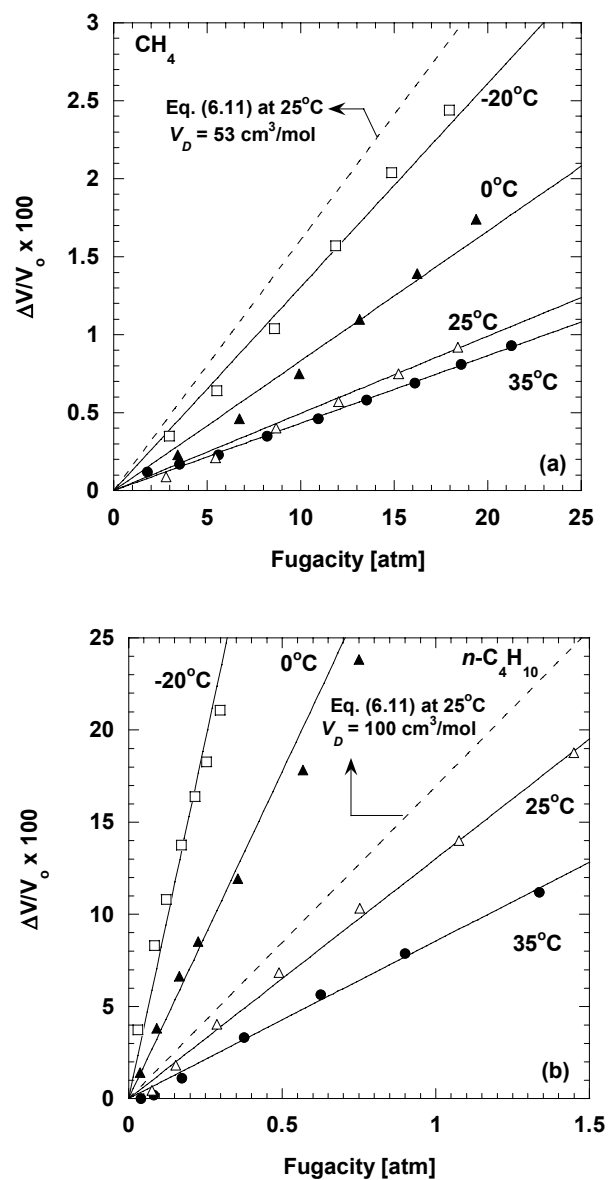 3
2.5
2
1.5
1
0.5
0
CH₄
Eq. (6.11) at 25°C
V_D = 53 cm³/mol
-20°C
0°C
25°C
35°C
(a)
ΔV/Vₒ x 100
0 5 10 15 20 25
Fugacity [atm]
25
20
15
10
5
0
-20°C
0°C
n-C₄H₁₀
Eq. (6.11) at 25°C
V_D = 100 cm³/mol
25°C
35°C
(b)
ΔV/Vₒ x 100
0 0.5 1 1.5
Fugacity [atm]